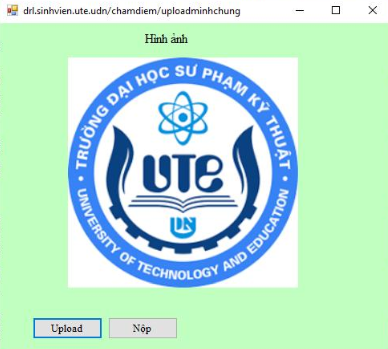 drl.sinhvien.ute.udn/chamdiem/uploadminhchung
Hình ảnh
TRƯỜNG ĐẠI HỌC SƯ PHẠM KỸ THUẬT
UTE
UD
UNIVERSITY OF TECHNOLOGY AND EDUCATION
Upload
Nộp